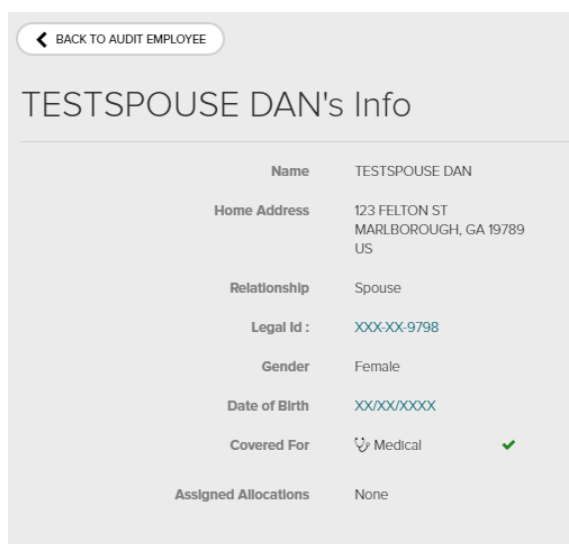 BACK TO AUDIT EMPLOYEE
TESTSPOUSE DAN's Info
Name TESTSPOUSE DAN
Home Address 123 FELTON ST
MARLBOROUGH, GA 19789
US
Relationship Spouse
Legal Id : XXX-XX-9798
Gender Female
Date of Birth XX/XX/XXXX
Covered For Medical
Assigned Allocations None